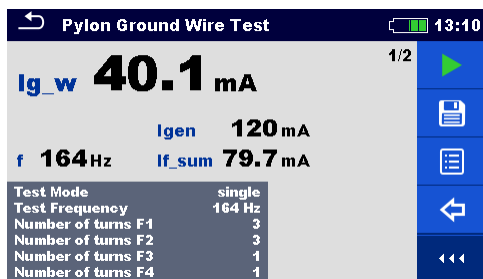 Pylon Ground Wire Test 13:10
1/2
Ig_w 40.1 mA
Igen 120 mA
f 164 Hz If_sum 79.7 mA
Test Mode single
Test Frequency 164 Hz
Number of turns F1 3
Number of turns F2 3
Number of turns F3 1
Number of turns F4 1